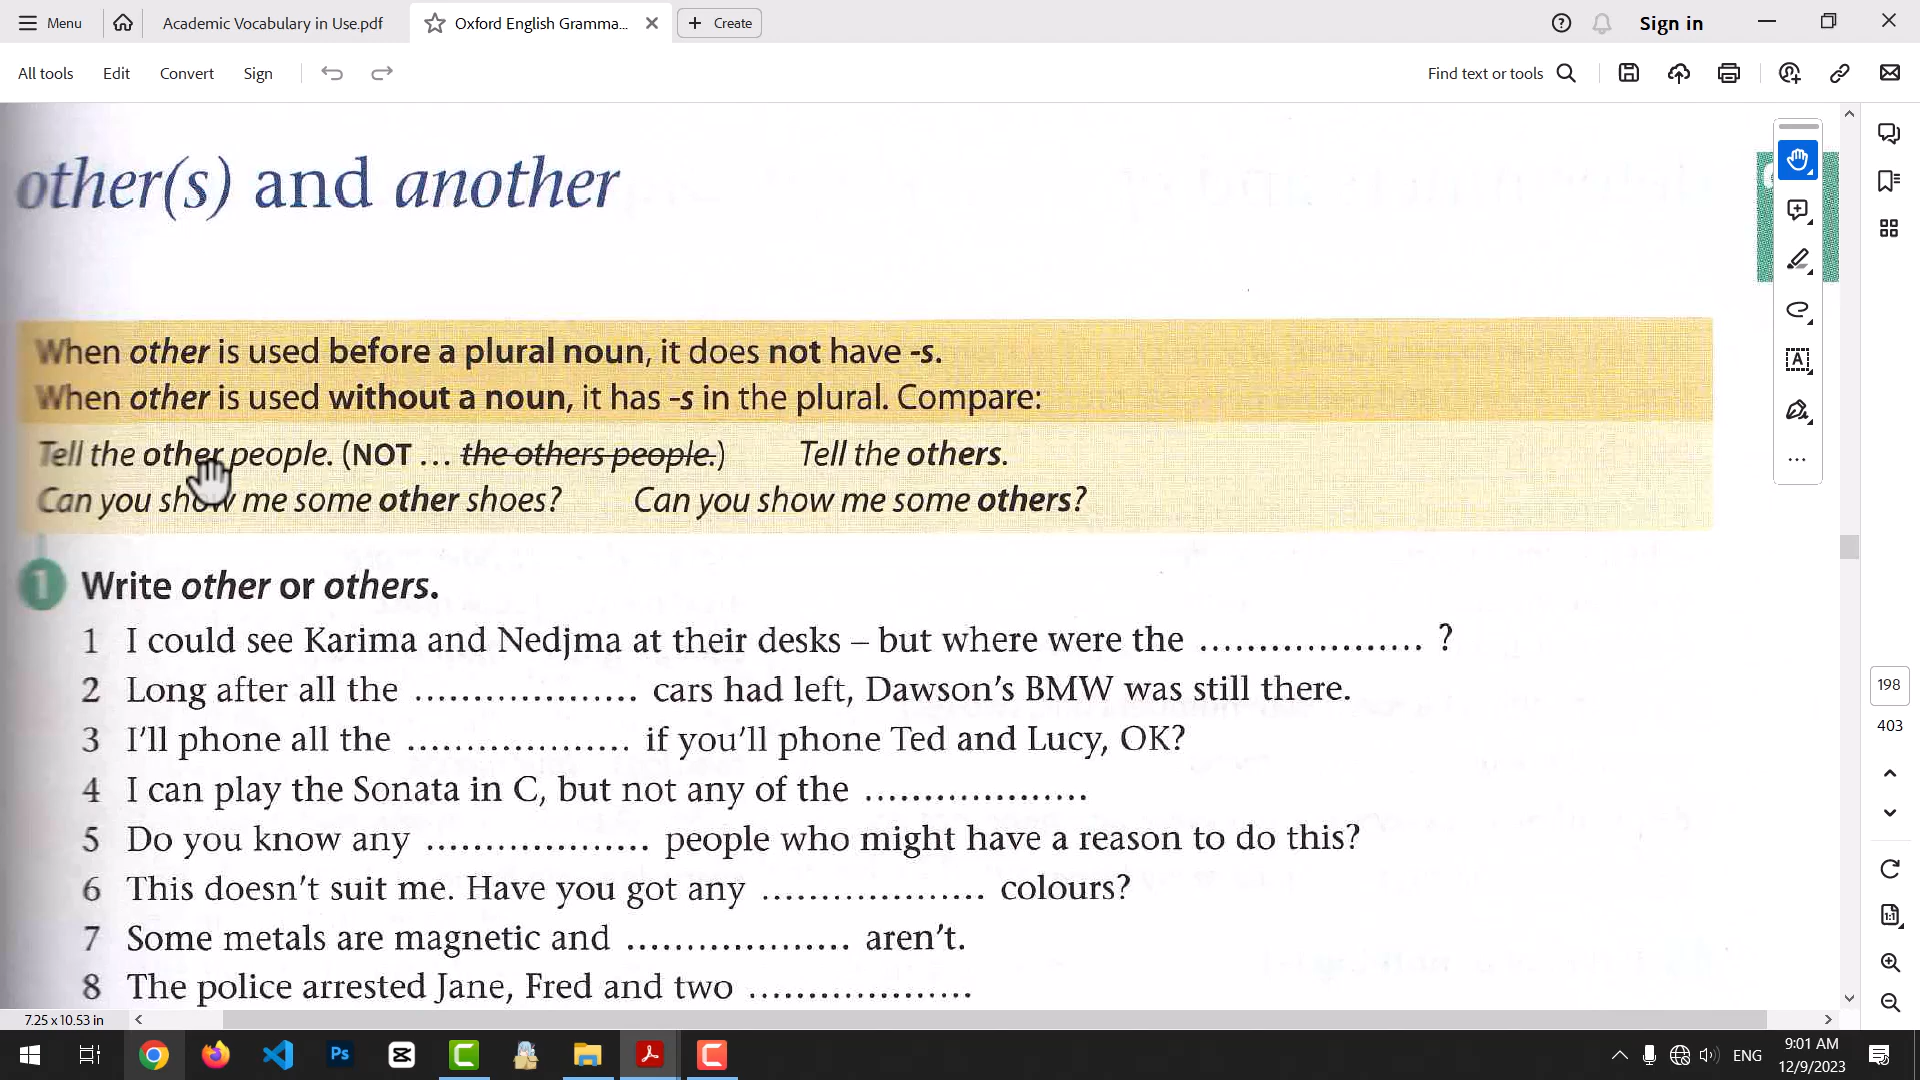 Menu
Academic Vocabulary in Use.pdf
Oxford English Gramma...
Create
Sign in
All tools
Edit
Convert
Sign
Find text or tools
other(s) and another
When other is used before a plural noun, it does not have -s.
When other is used without a noun, it has -s in the plural. Compare:
Tell the other people. (NOT … the others people.) Tell the others.
Can you show me some other shoes? Can you show me some others?
1 Write other or others.
1 I could see Karima and Nedjma at their desks – but where were the ................... ?
2 Long after all the ................... cars had left, Dawson's BMW was still there.
3 I'll phone all the ................... if you'll phone Ted and Lucy, OK?
4 I can play the Sonata in C, but not any of the ...................
5 Do you know any ................... people who might have a reason to do this?
6 This doesn't suit me. Have you got any ................... colours?
7 Some metals are magnetic and ................... aren't.
8 The police arrested Jane, Fred and two ...................
198
403
7.25 x 10.53 in
Ps
ENG
9:01 AM
12/9/2023